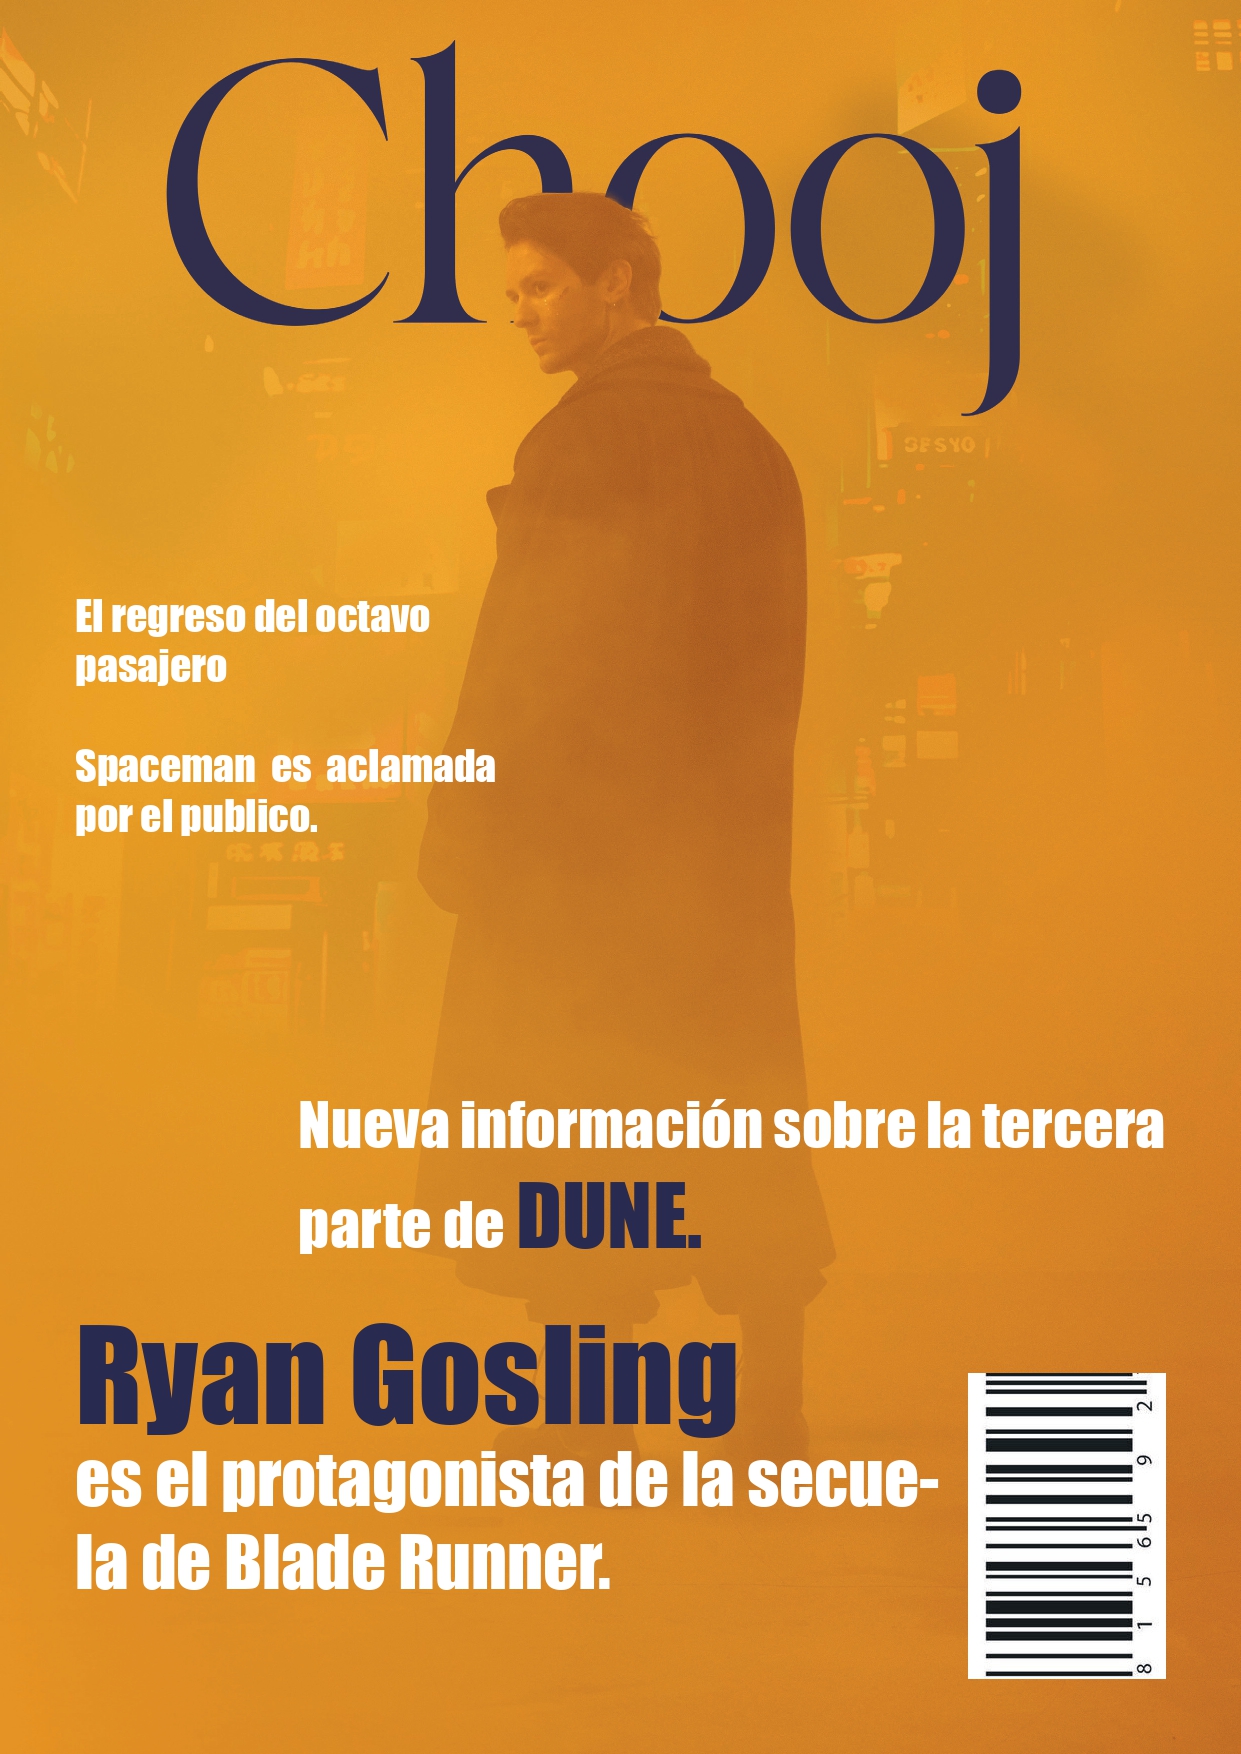 Chooj
GPSYO
El regreso del octavo
pasajero
Spaceman es aclamada
por el publico.
Nueva información sobre la tercera
parte de DUNE.
Ryan Gosling
es el protagonista de la secue-
la de Blade Runner.
8 1 5 6 5 9 2